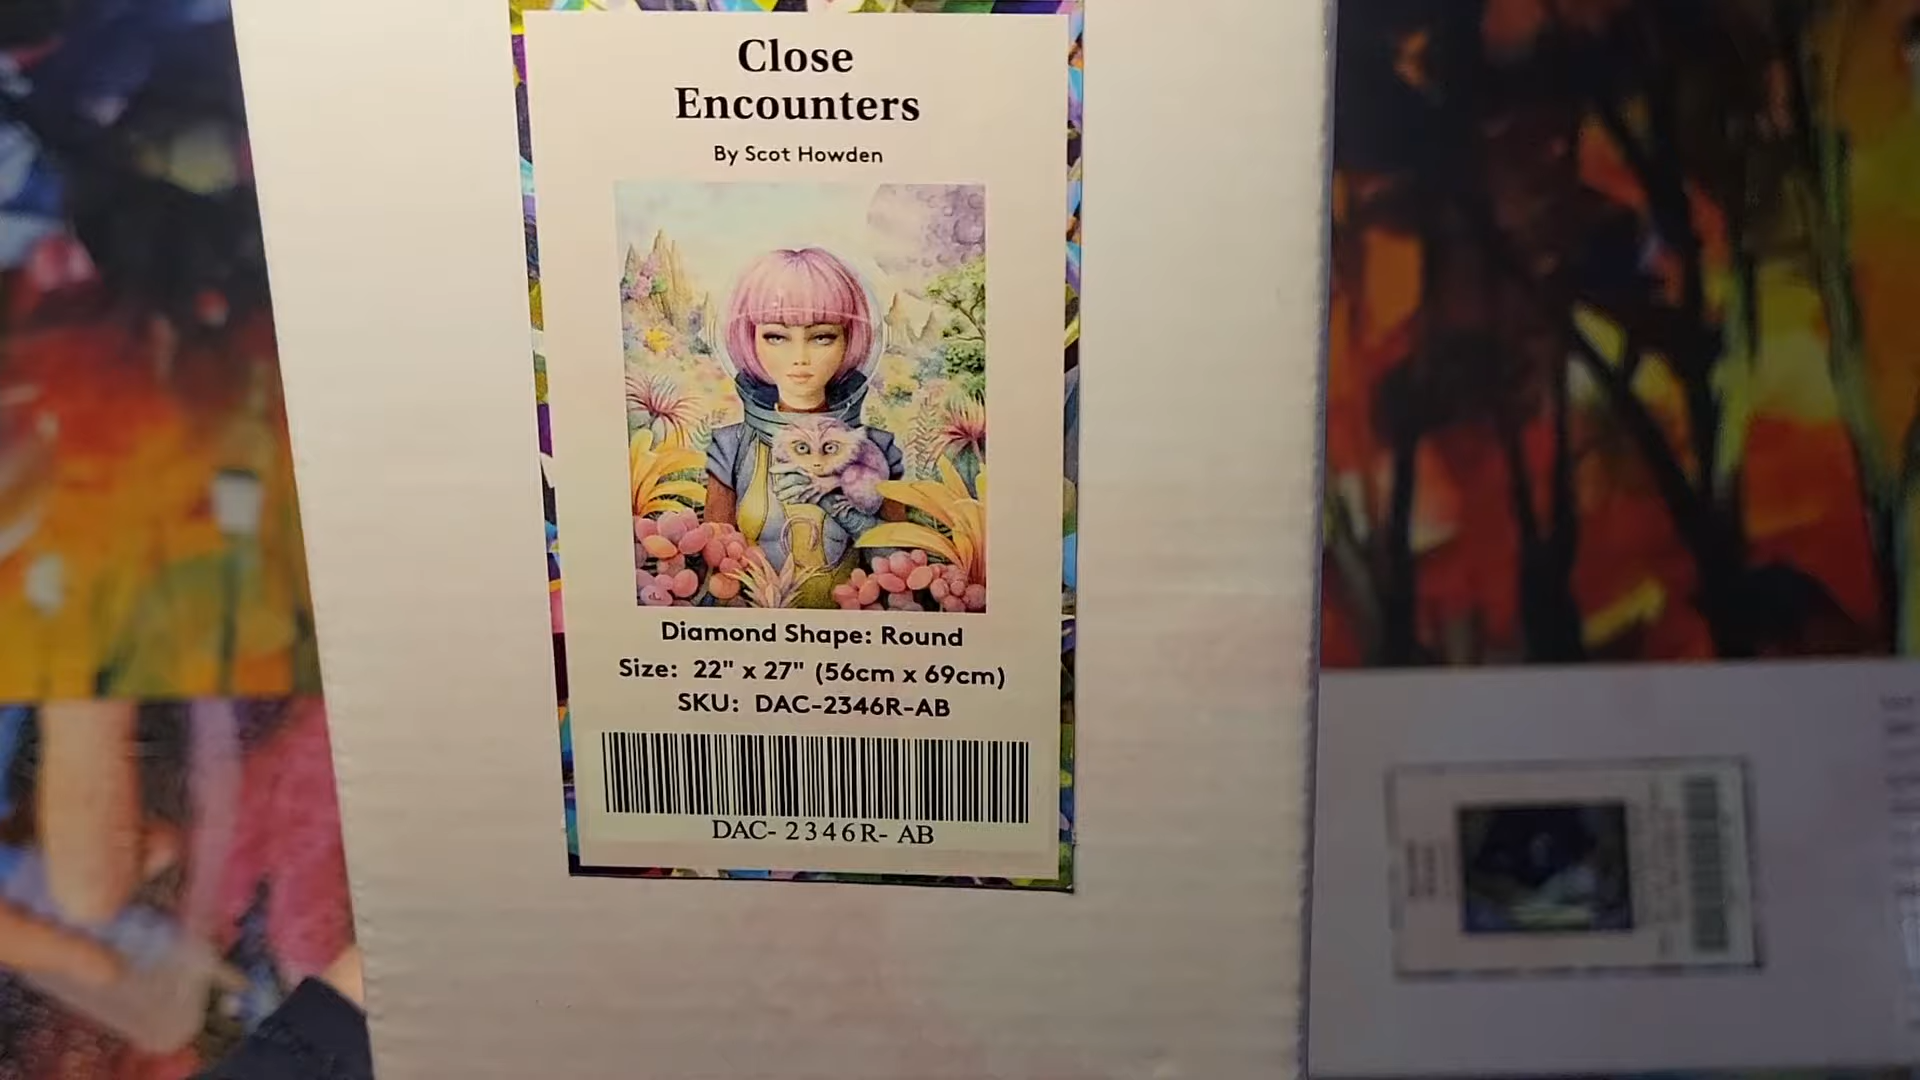 Close
Encounters
By Scot Howden
Diamond Shape: Round
Size: 22" x 27" (56cm x 69cm)
SKU: DAC-2346R-AB
DAC- 2346R- AB